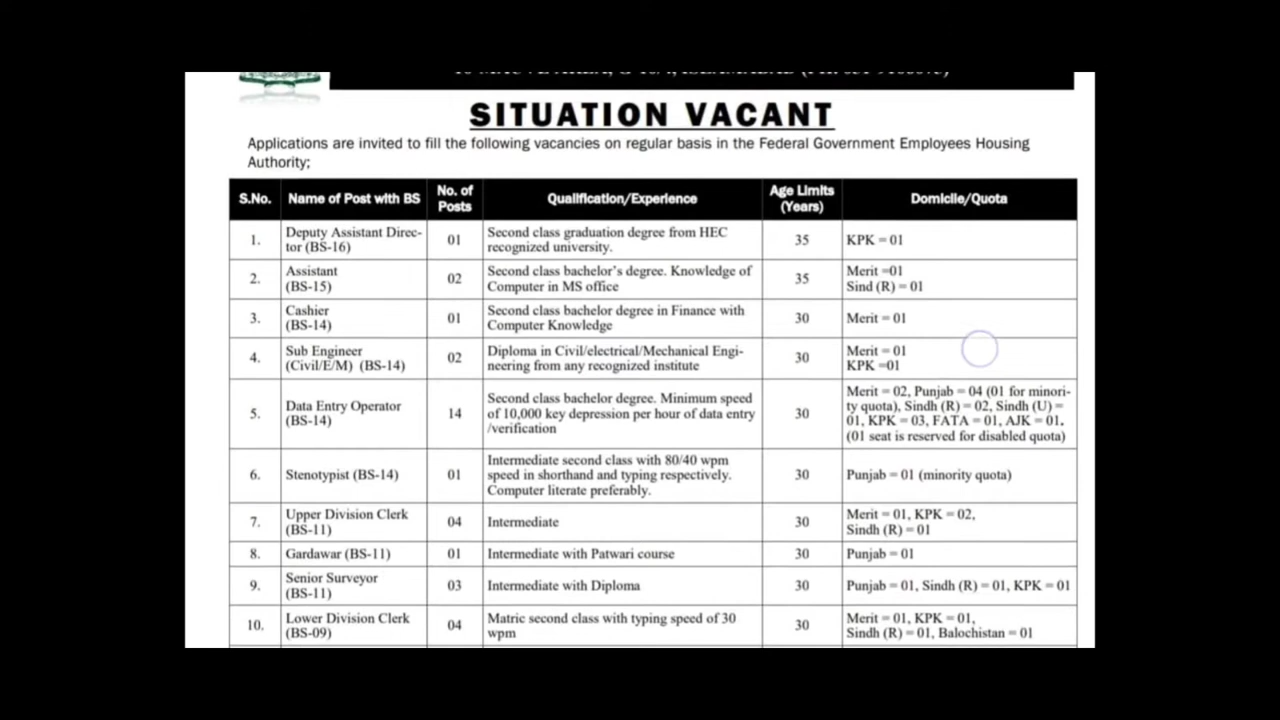 SITUATION VACANT
Applications are invited to fill the following vacancies on regular basis in the Federal Government Employees Housing
Authority;
S.No. Name of Post with BS No. of Posts Qualification/Experience Age Limits (Years) Domicile/Quota
1. Deputy Assistant Direc-
tor (BS-16) 01 Second class graduation degree from HEC
recognized university. 35 KPK = 01
2. Assistant
(BS-15) 02 Second class bachelor's degree. Knowledge of
Computer in MS office 35 Merit =01
Sind (R) = 01
3. Cashier
(BS-14) 01 Second class bachelor degree in Finance with
Computer Knowledge 30 Merit = 01
4. Sub Engineer
(Civil/E/M) (BS-14) 02 Diploma in Civil/electrical/Mechanical Engi-
neering from any recognized institute 30 Merit = 01
KPK =01
5. Data Entry Operator
(BS-14) 14 Second class bachelor degree. Minimum speed
of 10,000 key depression per hour of data entry
/verification 30 Merit = 02, Punjab = 04 (01 for minori-
ty quota), Sindh (R) = 02, Sindh (U) =
01, KPK = 03, FATA = 01, AJK = 01.
(01 seat is reserved for disabled quota)
6. Stenotypist (BS-14) 01 Intermediate second class with 80/40 wpm
speed in shorthand and typing respectively.
Computer literate preferably. 30 Punjab = 01 (minority quota)
7. Upper Division Clerk
(BS-11) 04 Intermediate 30 Merit = 01, KPK = 02,
Sindh (R) = 01
8. Gardawar (BS-11) 01 Intermediate with Patwari course 30 Punjab = 01
9. Senior Surveyor
(BS-11) 03 Intermediate with Diploma 30 Punjab = 01, Sindh (R) = 01, KPK = 01
10. Lower Division Clerk
(BS-09) 04 Matric second class with typing speed of 30
wpm 30 Merit = 01, KPK = 01,
Sindh (R) = 01, Balochistan = 01